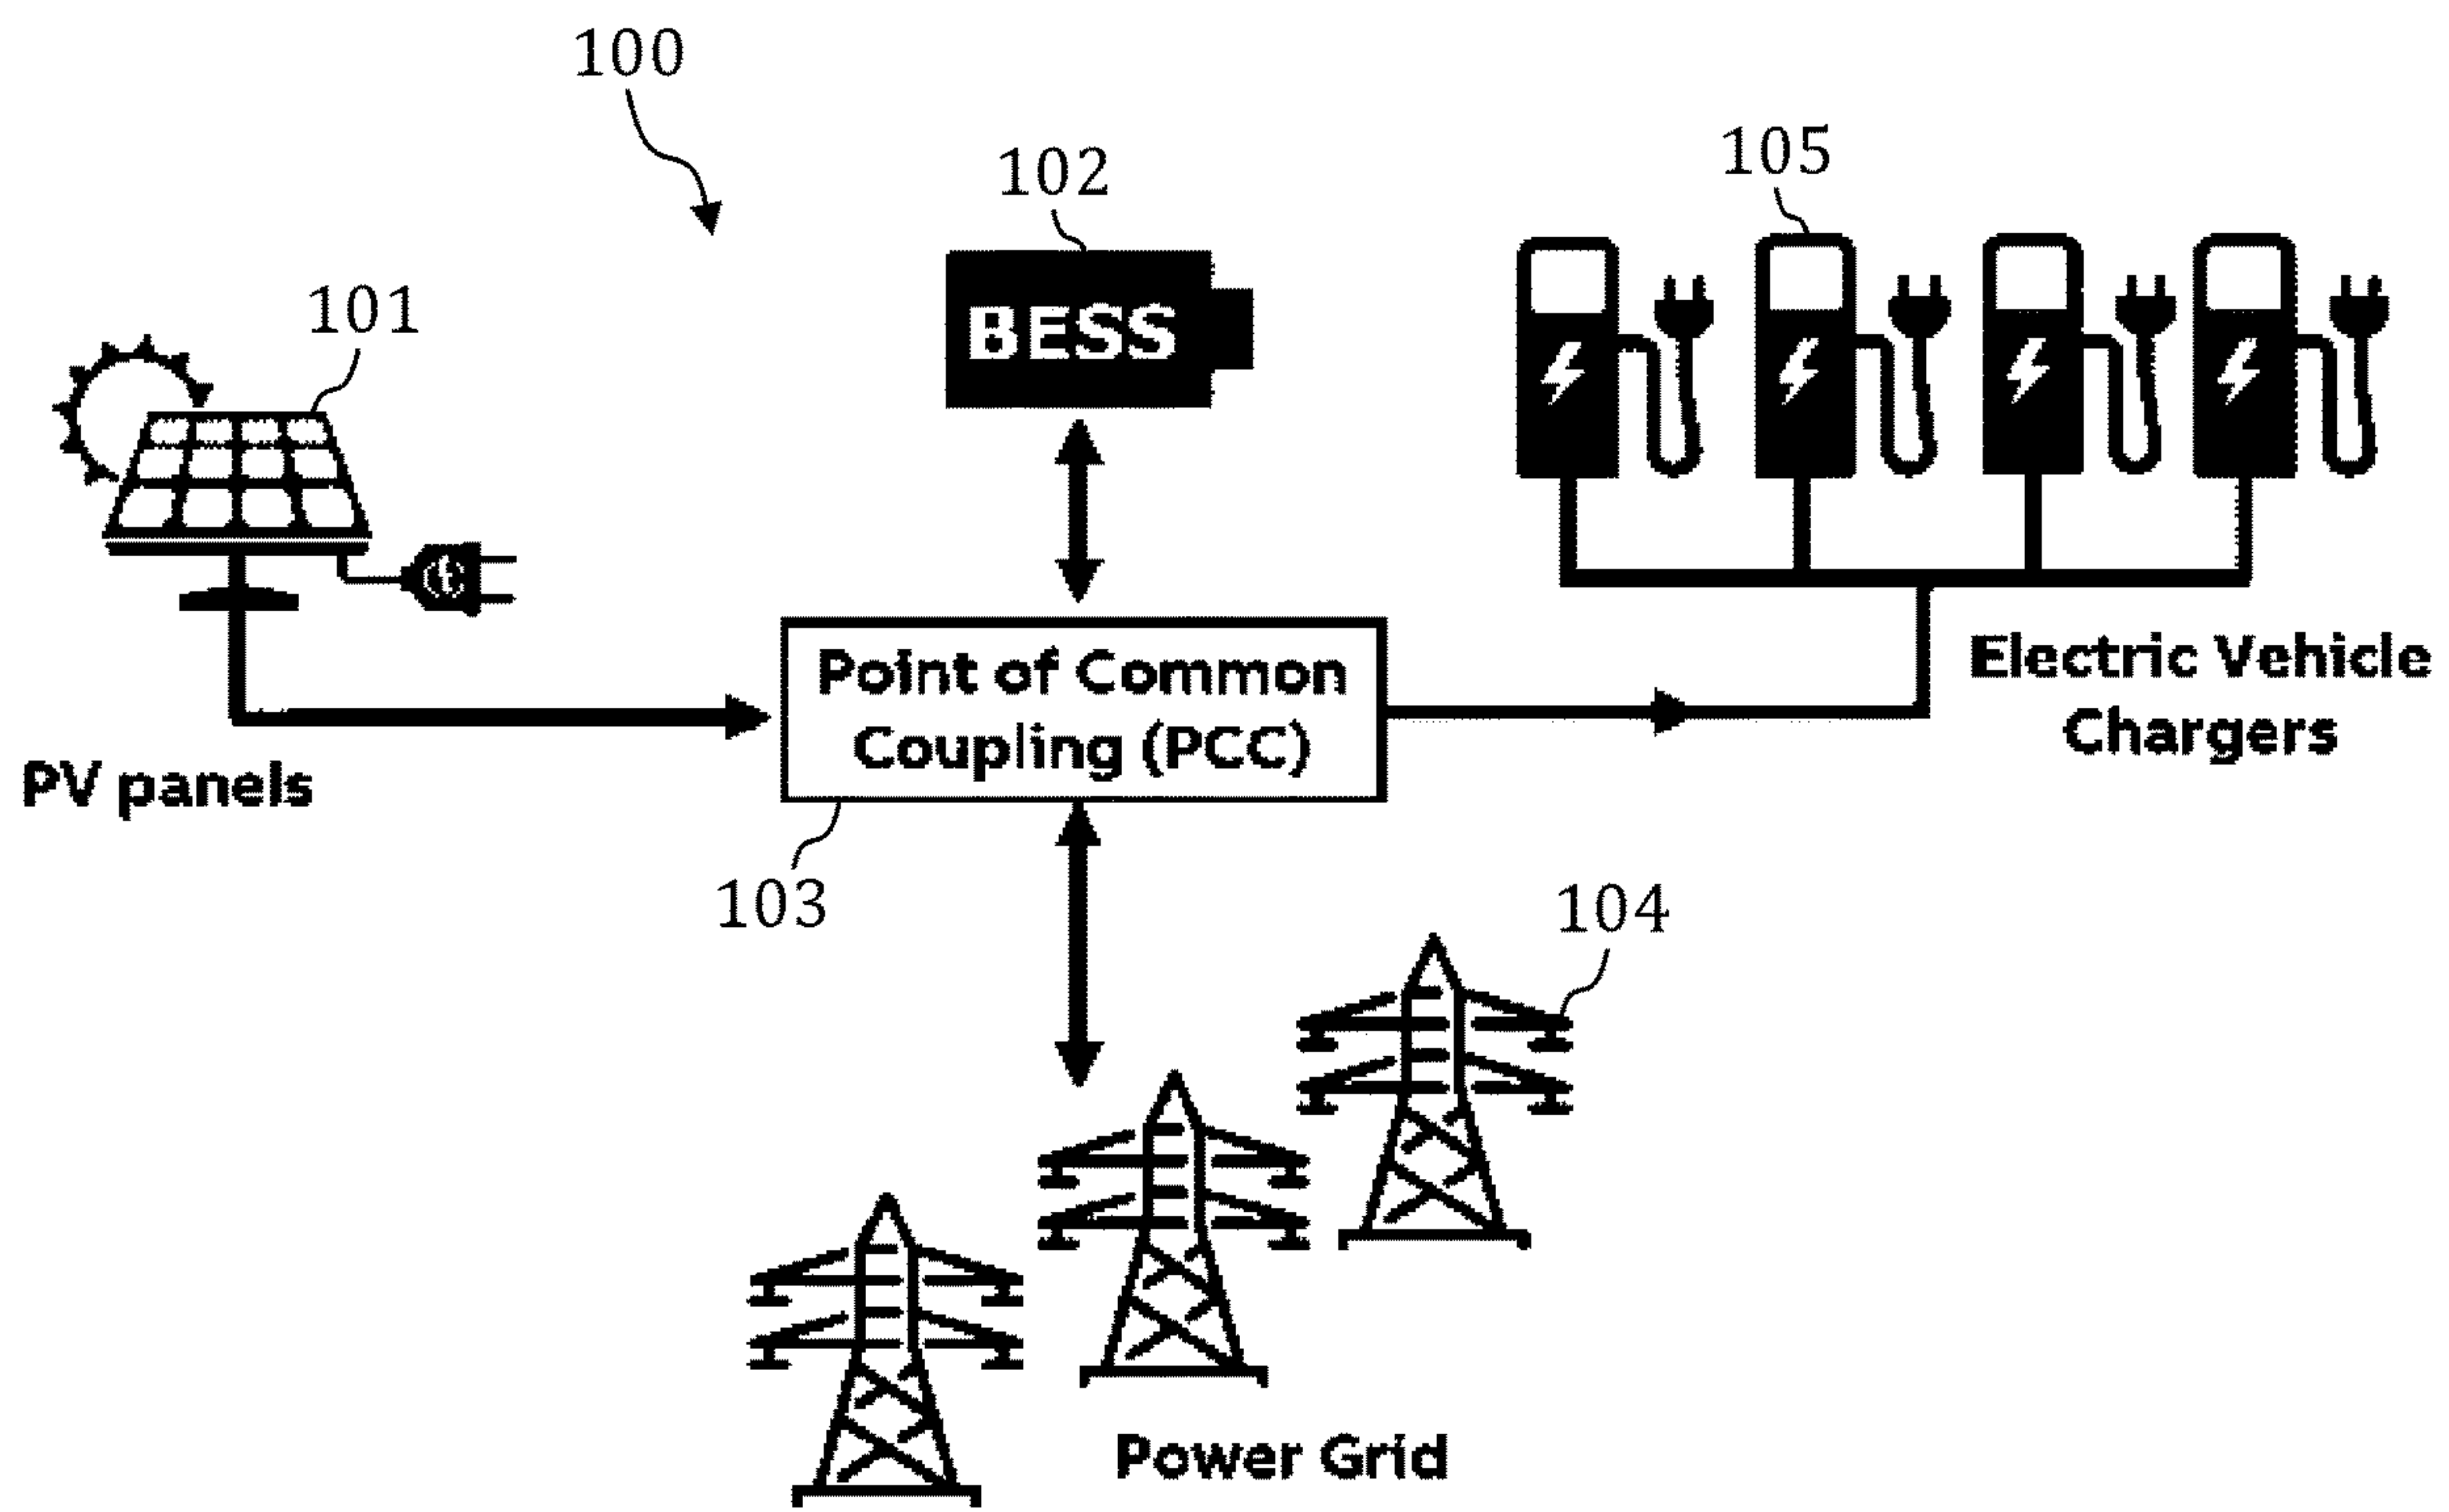 100
102
105
101
BESS
Point of Common
Coupling (PCC)
Electric Vehicle
Chargers
PV panels
103
104
Power Grid